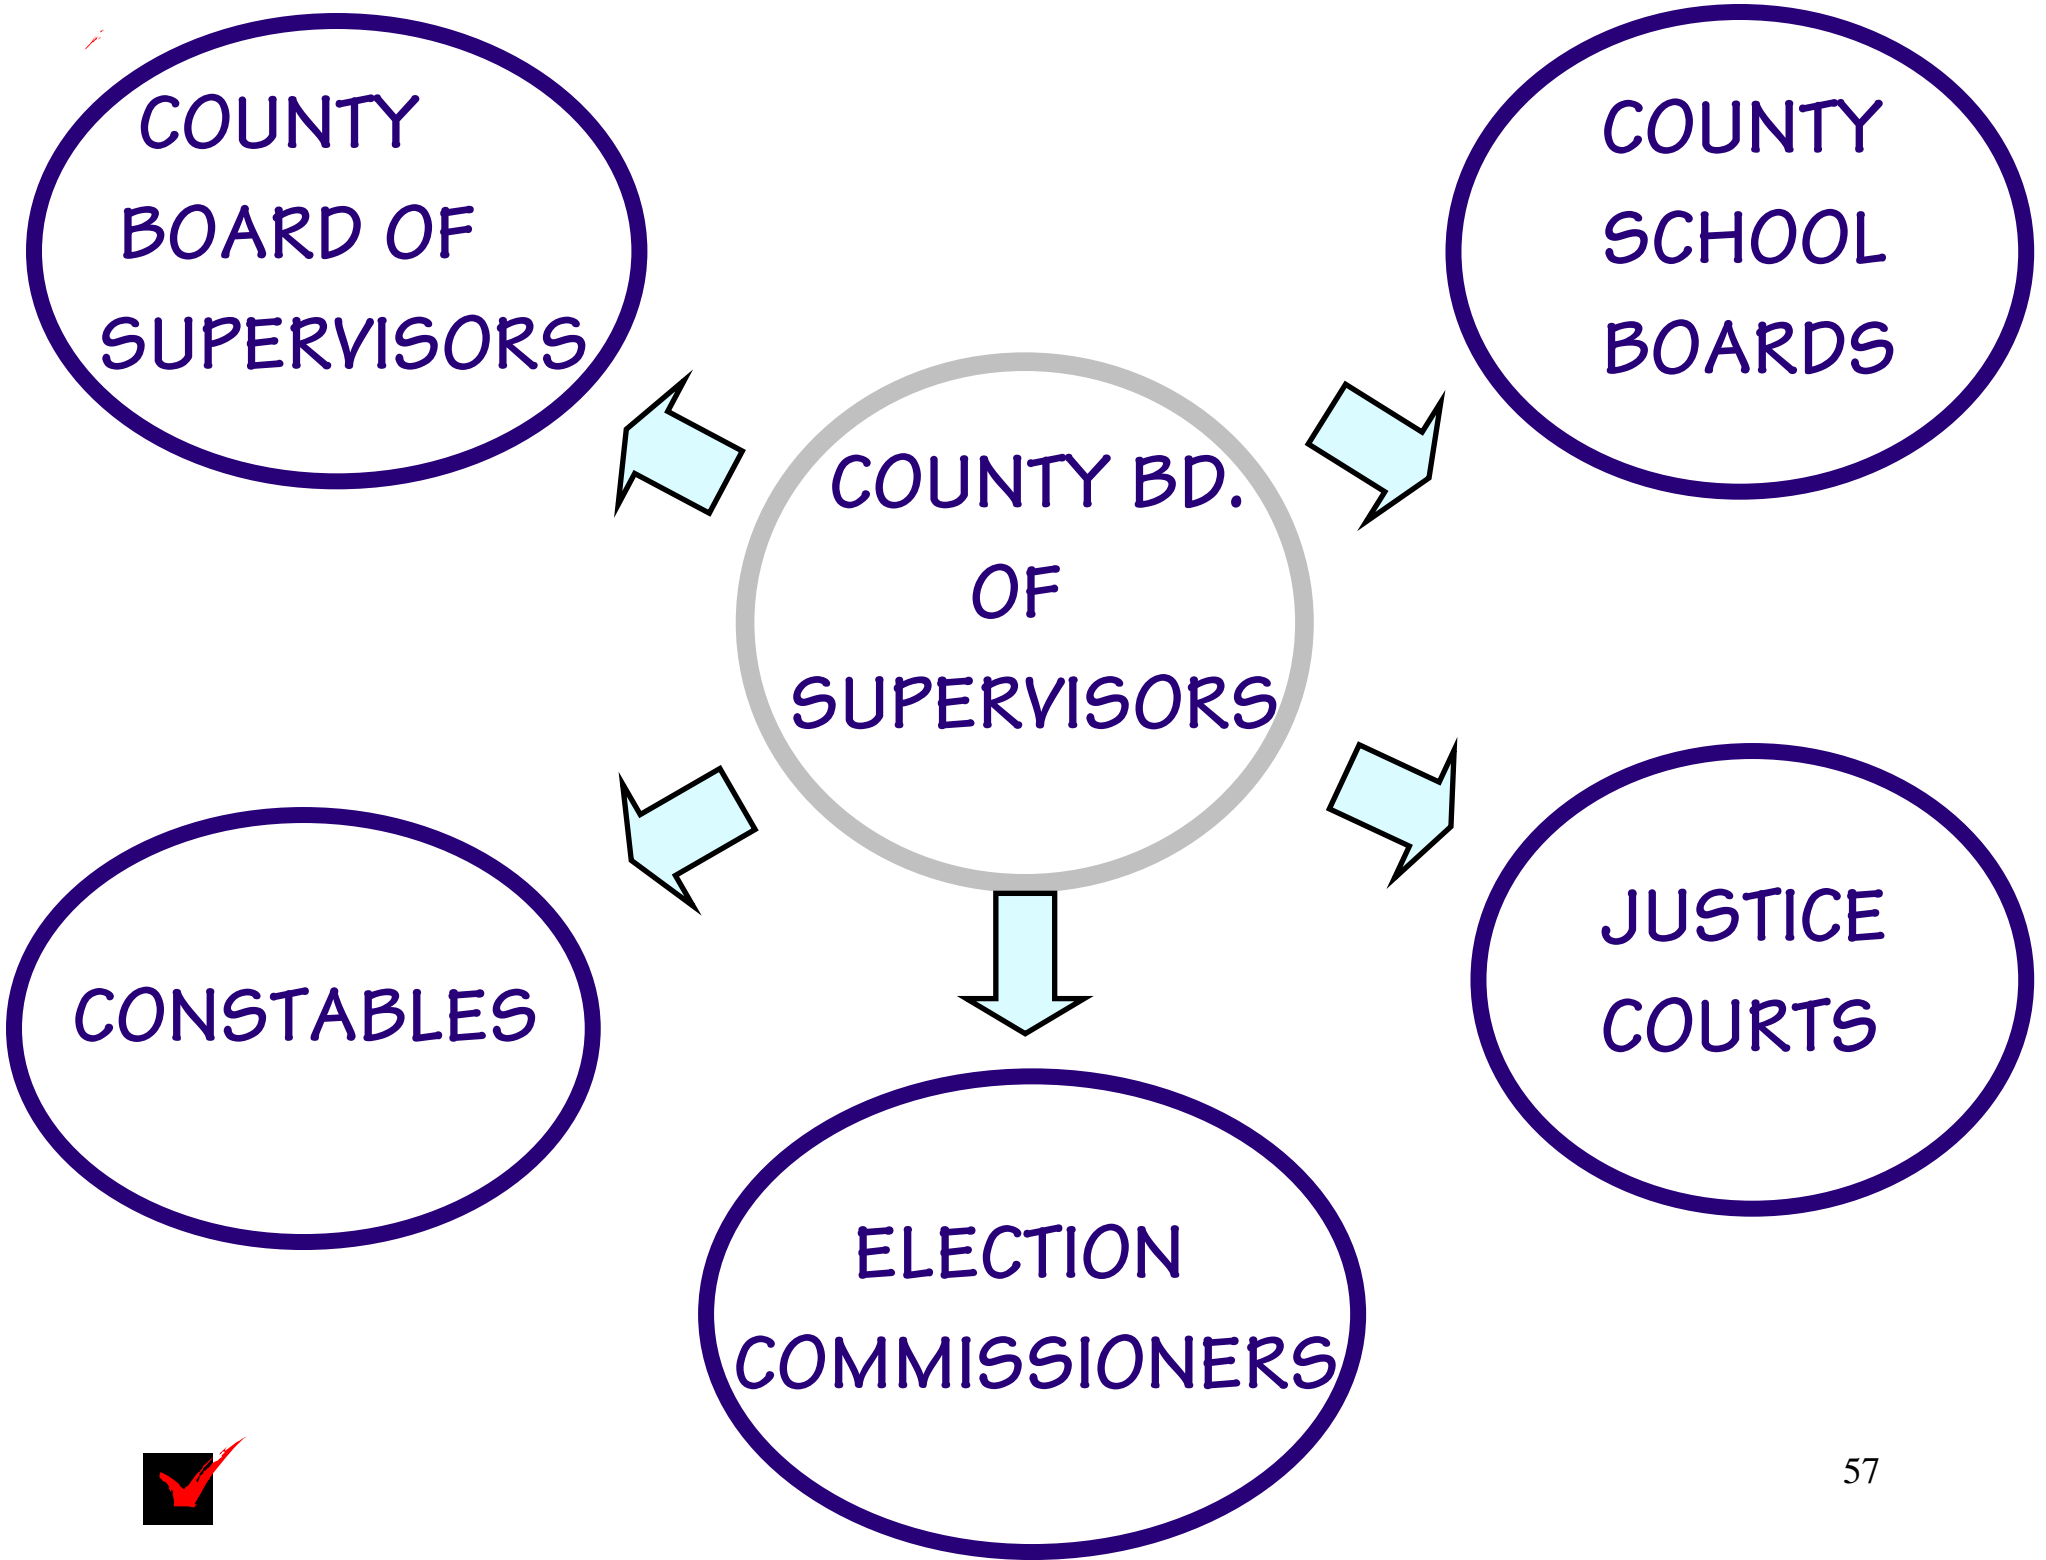 COUNTY
BOARD OF
SUPERVISORS
COUNTY
SCHOOL
BOARDS
COUNTY BD.
OF
SUPERVISORS
CONSTABLES
JUSTICE
COURTS
ELECTION
COMMISSIONERS
57